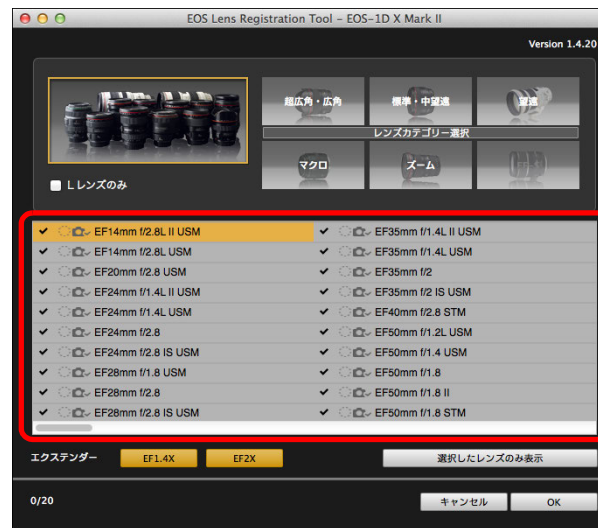 EOS Lens Registration Tool – EOS-1D X Mark II
Version 1.4.20
超広角・広角
標準・中望遠
望遠
レンズカテゴリー選択
マクロ
ズーム
Lレンズのみ
EF14mm f/2.8L II USM
EF14mm f/2.8L USM
EF20mm f/2.8 USM
EF24mm f/1.4L II USM
EF24mm f/1.4L USM
EF24mm f/2.8
EF24mm f/2.8 IS USM
EF28mm f/1.8 USM
EF28mm f/2.8
EF28mm f/2.8 IS USM
EF35mm f/1.4L II USM
EF35mm f/1.4L USM
EF35mm f/2
EF35mm f/2 IS USM
EF40mm f/2.8 STM
EF50mm f/1.2L USM
EF50mm f/1.4 USM
EF50mm f/1.8
EF50mm f/1.8 II
EF50mm f/1.8 STM
エクステンダー
EF1.4X
EF2X
選択したレンズのみ表示
0/20
キャンセル
OK